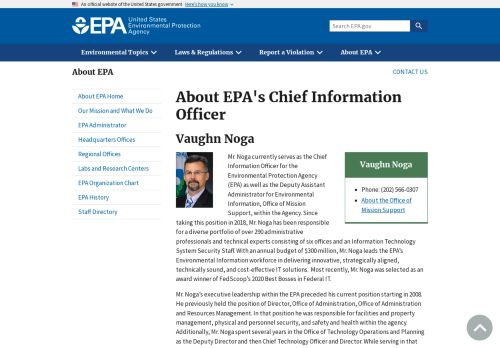 An official website of the United States government Here's how you know
EPA United States
Environmental Protection
Agency
Search EPA.gov
Environmental Topics
Laws & Regulations
Report a Violation
About EPA
About EPA
CONTACT US
About EPA Home
Our Mission and What We Do
EPA Administrator
Headquarters Offices
Regional Offices
Labs and Research Centers
EPA Organization Chart
EPA History
Staff Directory
About EPA's Chief Information
Officer
Vaughn Noga
Mr. Noga currently serves as the Chief
Information Officer for the
Environmental Protection Agency
(EPA) as well as the Deputy Assistant
Administrator for Environmental
Information, Office of Mission
Support, within the Agency. Since
taking this position in 2018, Mr. Noga has been responsible
for a diverse portfolio of over 290 administrative
professionals and technical experts consisting of six offices and an Information Technology
System Security Staff. With an annual budget of $300 million, Mr. Noga leads the EPA's
Environmental Information workforce in delivering innovative, strategically aligned,
technically sound, and cost-effective IT solutions. Most recently, Mr. Noga was selected as an
award winner of FedScoop's 2020 Best Bosses in Federal IT.
Vaughn Noga
Phone: (202) 566-0307
About the Office of
Mission Support
Mr. Noga's executive leadership within the EPA preceded his current position starting in 2008.
He previously held the position of Director, Office of Administration, Office of Administration
and Resources Management. In that position he was responsible for facilities and property
management, physical and personnel security, and safety and health within the agency.
Additionally, Mr. Noga spent several years in the Office of Technology Operations and Planning
as the Deputy Director and then Chief Technology Officer and Director. While serving in that